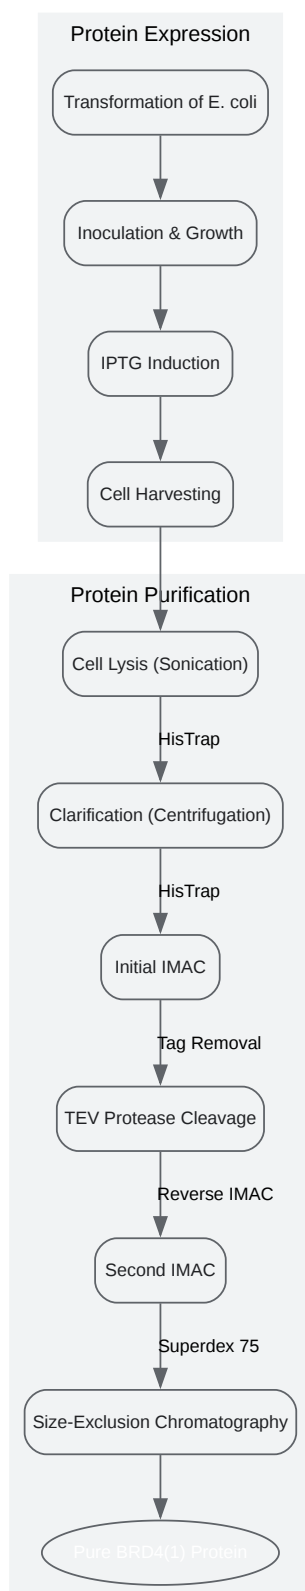 Protein Expression
Transformation of E. coli
Inoculation & Growth
IPTG Induction
Cell Harvesting
Protein Purification
Cell Lysis (Sonication)
HisTrap
Clarification (Centrifugation)
HisTrap
Initial IMAC
Tag Removal
TEV Protease Cleavage
Reverse IMAC
Second IMAC
Superdex 75
Size-Exclusion Chromatography
Pure BRD4(1) Protein